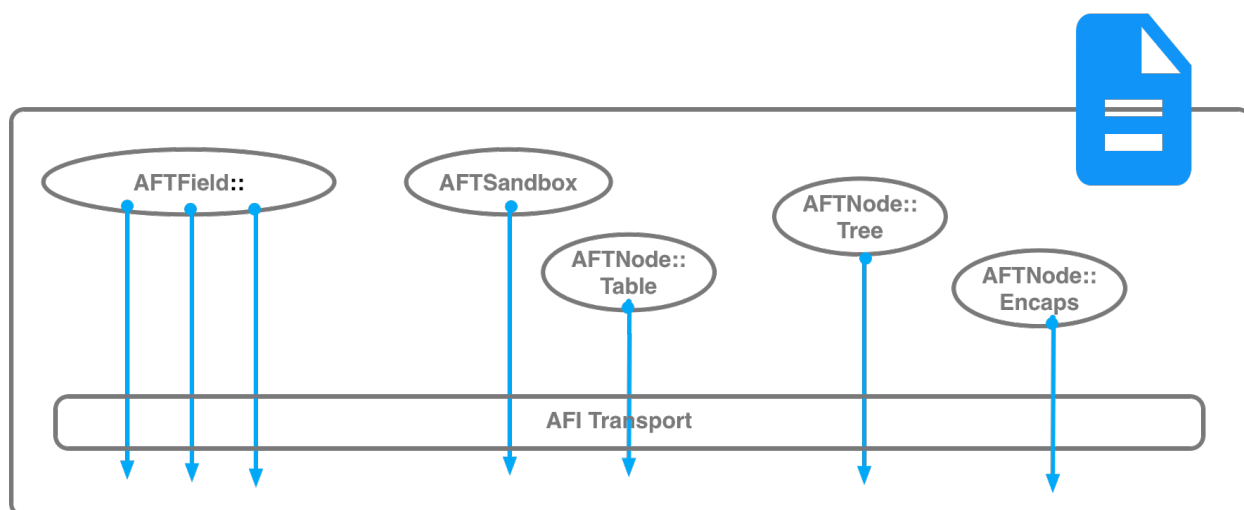 AFTField::
AFTSandbox
AFTNode::
Tree
AFTNode::
Table
AFTNode::
Encaps
AFI Transport